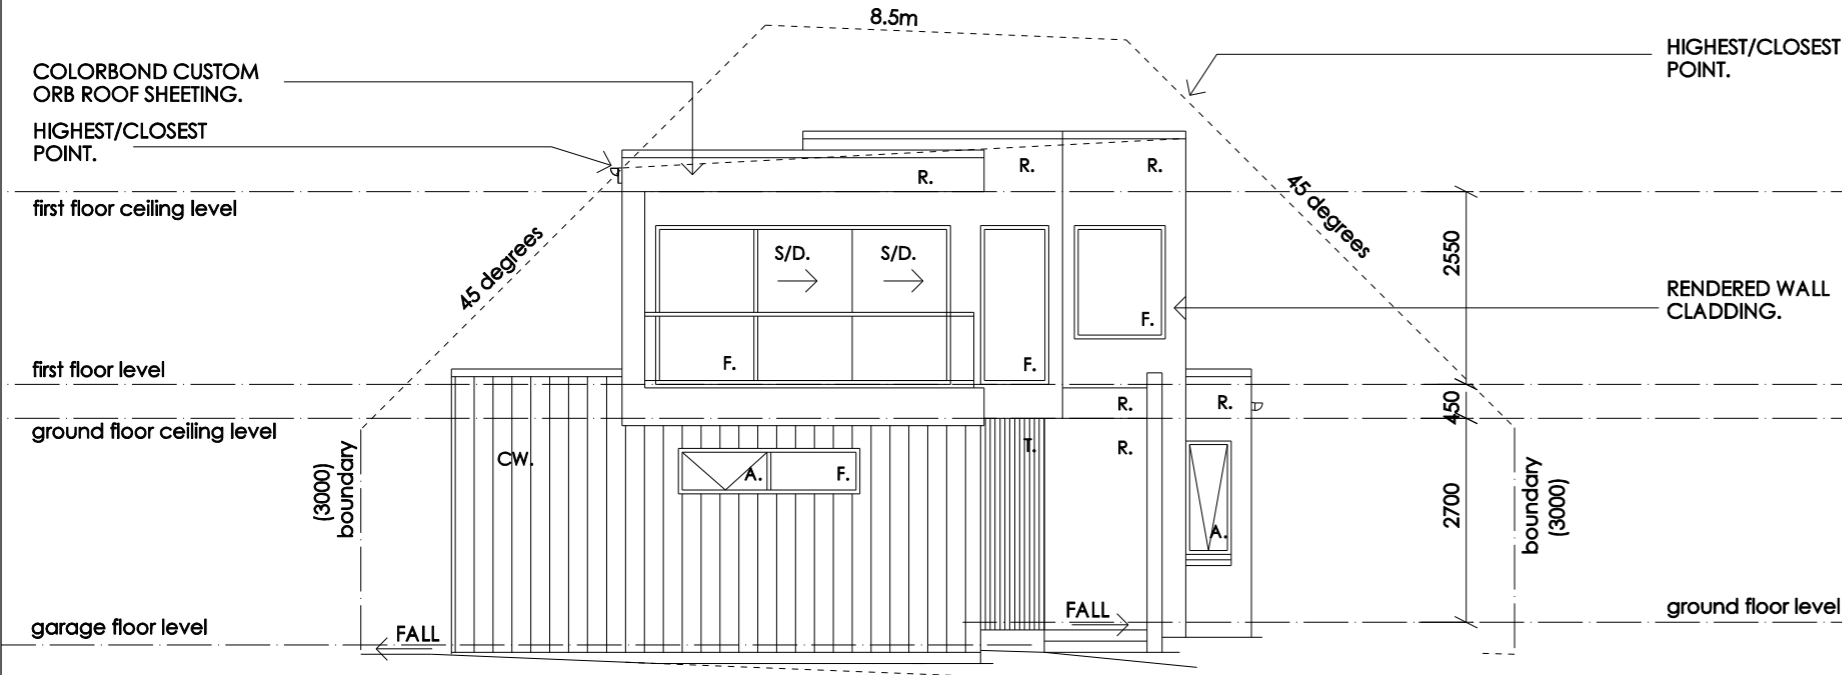 8.5m
COLORBOND CUSTOM
ORB ROOF SHEETING.
HIGHEST/CLOSEST
POINT.
HIGHEST/CLOSEST
POINT.
R.
R.
R.
first floor ceiling level
45 degrees
45 degrees
S/D.
S/D.
2550
RENDERED WALL
CLADDING.
F.
F.
F.
first floor level
450
R.
R.
ground floor ceiling level
CW.
T.
R.
A.
F.
A.
(3000)
boundary
2700
boundary
(3000)
FALL
ground floor level
garage floor level
FALL